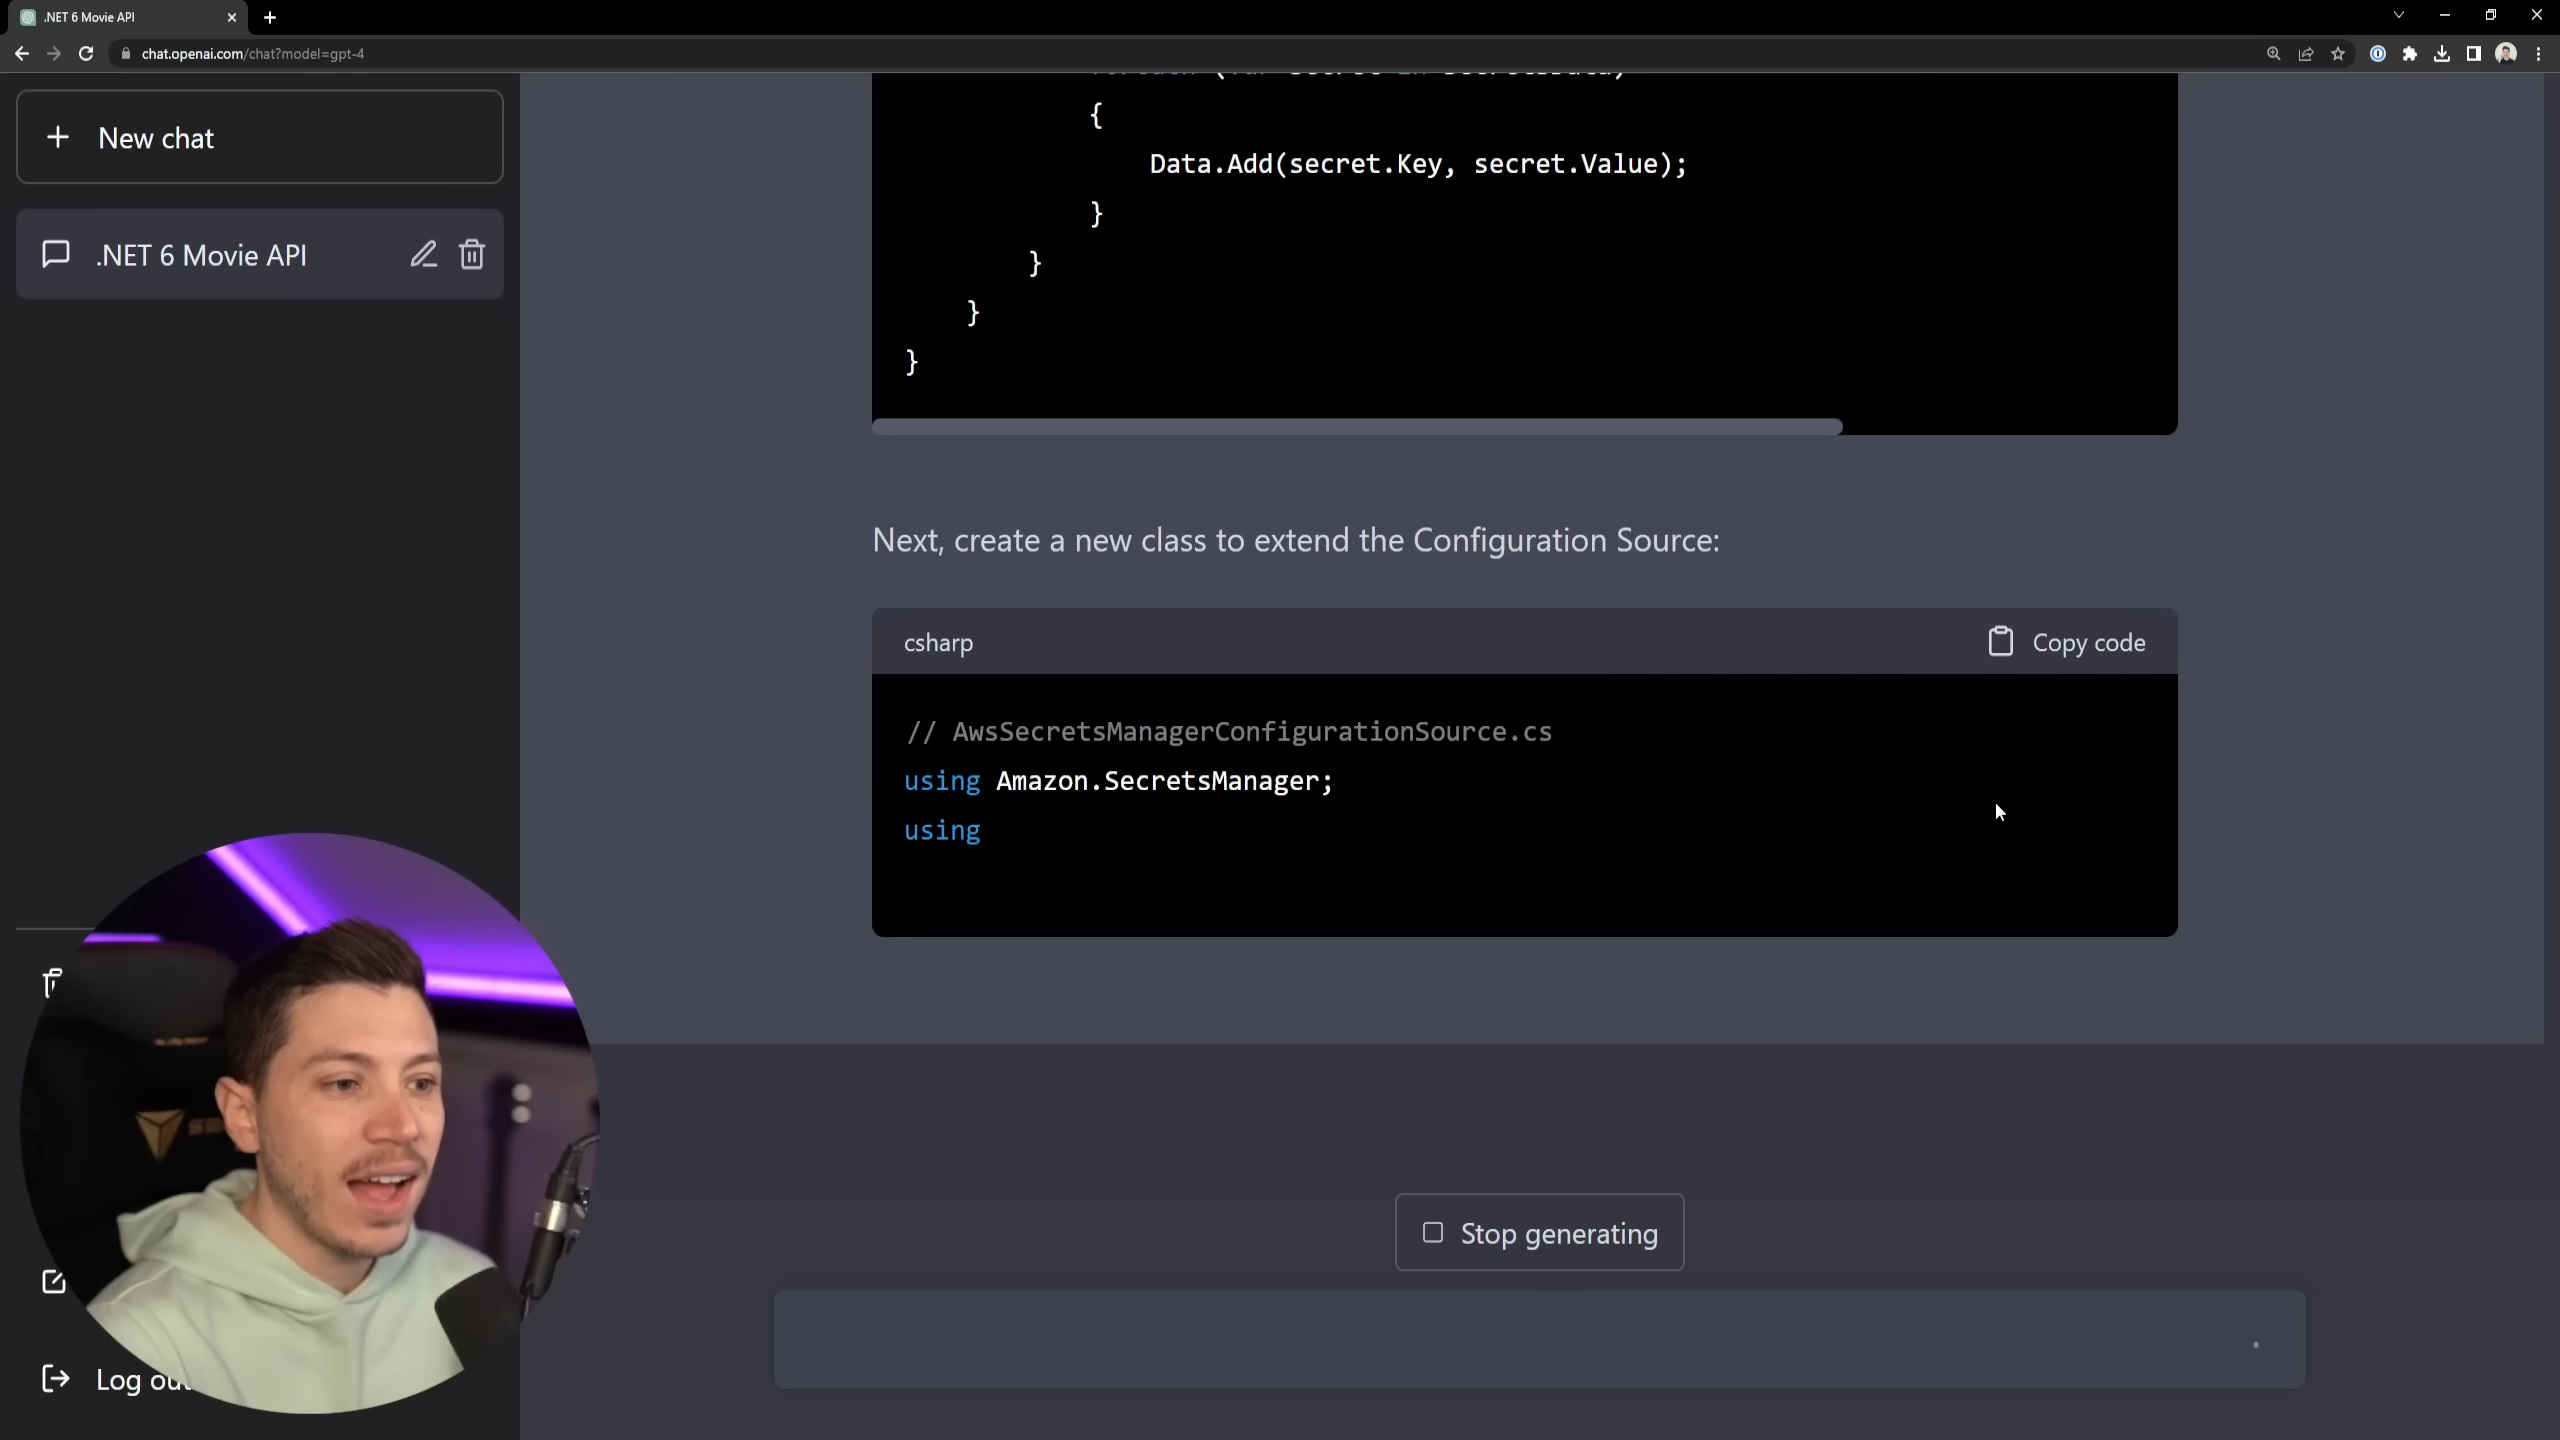 .NET 6 Movie API
chat.openai.com/chat?model=gpt-4
New chat
.NET 6 Movie API
{
Data.Add(secret.Key, secret.Value);
}
}
}
}
Next, create a new class to extend the Configuration Source:
csharp
Copy code
// AwsSecretsManagerConfigurationSource.cs
using Amazon.SecretsManager;
using
Stop generating
Log out